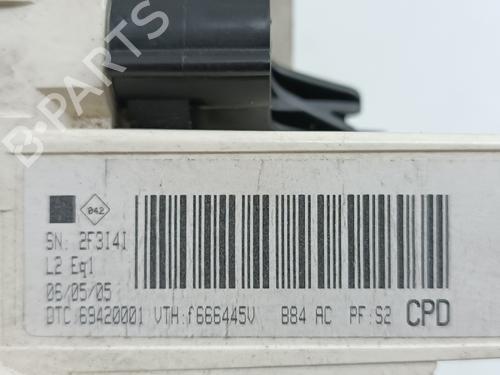 B-PARTS
042
SN: 2F3I4I
L2 Eq1
06/05/05
DTC:69420001 VTH:f666445V B84 AC PF:S2 CPD